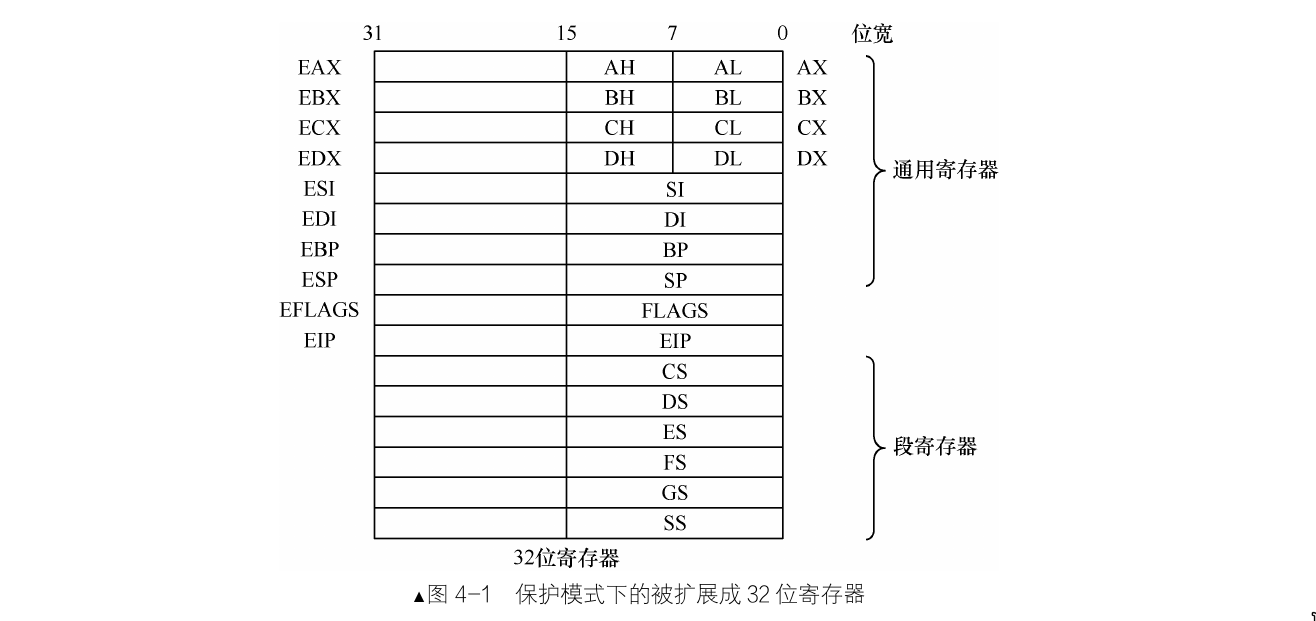 31 15 7 0 位宽
EAX AH AL AX
EBX BH BL BX
ECX CH CL CX
EDX DH DL DX
ESI SI
EDI DI
EBP BP
ESP SP
通用寄存器
EFLAGS FLAGS
EIP EIP
CS
DS
ES
FS
GS
SS
段寄存器
32位寄存器
▲图 4-1 保护模式下的被扩展成 32 位寄存器